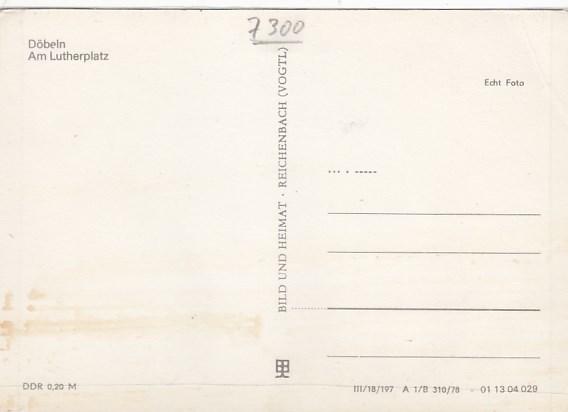 7300
Döbeln
Am Lutherplatz
Echt Foto
BILD UND HEIMAT · REICHENBACH (VOGTL)
DDR 0,20 M
III/18/197 A 1/B 310/78 - 01 13 04 029